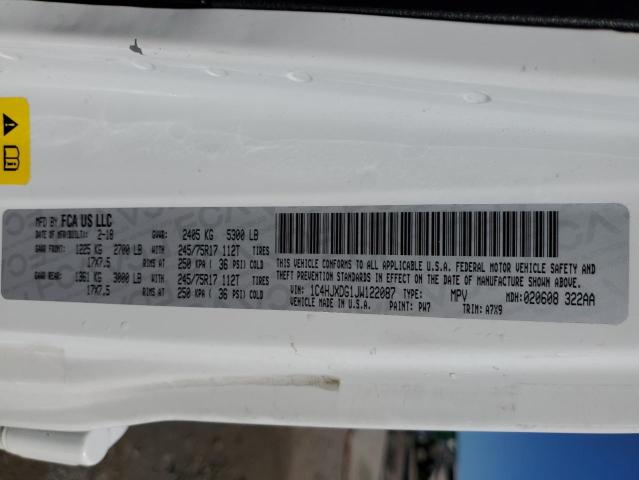 MFD BY FCA US LLC
DATE OF MFR/BUILT: 2-18 GVWR: 2405 KG 5300 LB
GAWR FRONT: 1225 KG 2700 LB WITH 245/75R17 112T TIRES
17X7.5 RIMS AT 250 KPA ( 36 PSI) COLD
GAWR REAR: 1361 KG 3000 LB WITH 245/75R17 112T TIRES
17X7.5 RIMS AT 250 KPA ( 36 PSI) COLD
THIS VEHICLE CONFORMS TO ALL APPLICABLE U.S.A. FEDERAL MOTOR VEHICLE SAFETY AND
THEFT PREVENTION STANDARDS IN EFFECT ON THE DATE OF MANUFACTURE SHOWN ABOVE.
VIN: 1C4HJXDG1JW122087 TYPE: MPV MDH: 020608 322AA
VEHICLE MADE IN U.S.A. PAINT: PW7 TRIM: A7X9